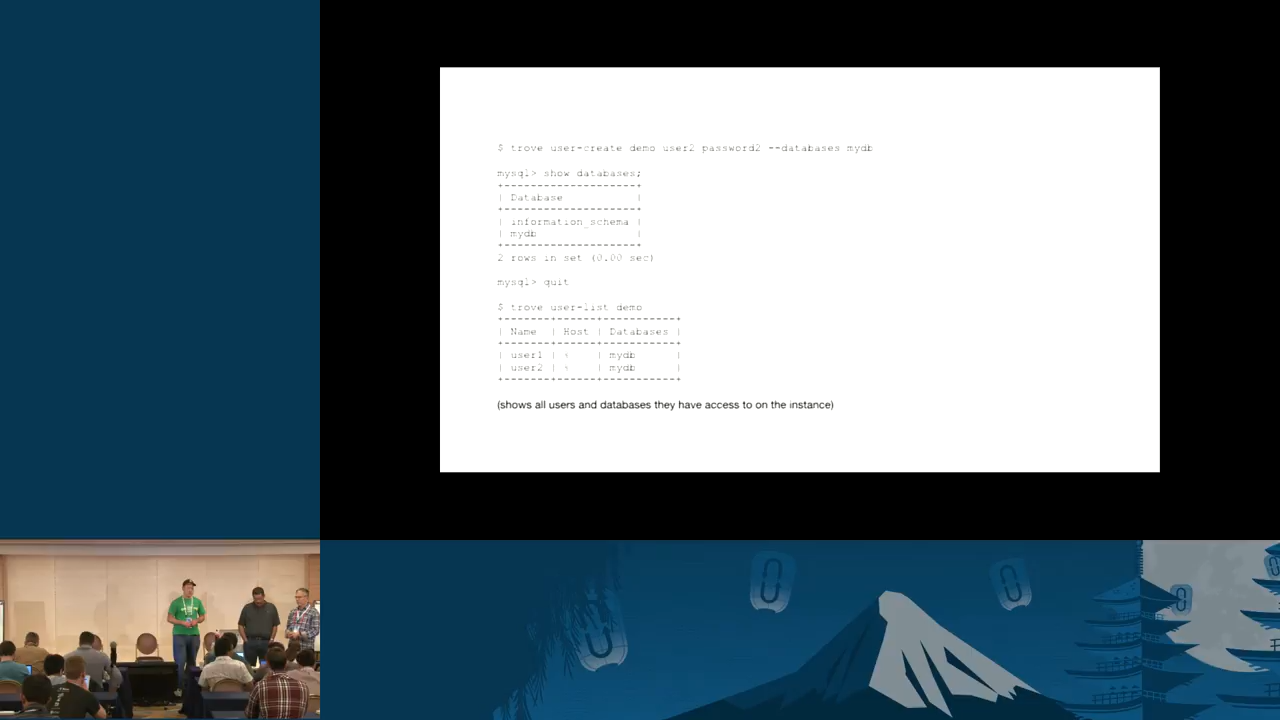 $ trove user-create demo user2 password2 --databases mydb
mysql> show databases;
+--------------------+
| Database           |
+--------------------+
| information_schema |
| mydb               |
+--------------------+
2 rows in set (0.00 sec)
mysql> quit
$ trove user-list demo
+-------+------+-----------+
| Name  | Host | Databases |
+-------+------+-----------+
| user1 | %    | mydb      |
| user2 | %    | mydb      |
+-------+------+-----------+
(shows all users and databases they have access to on the instance)